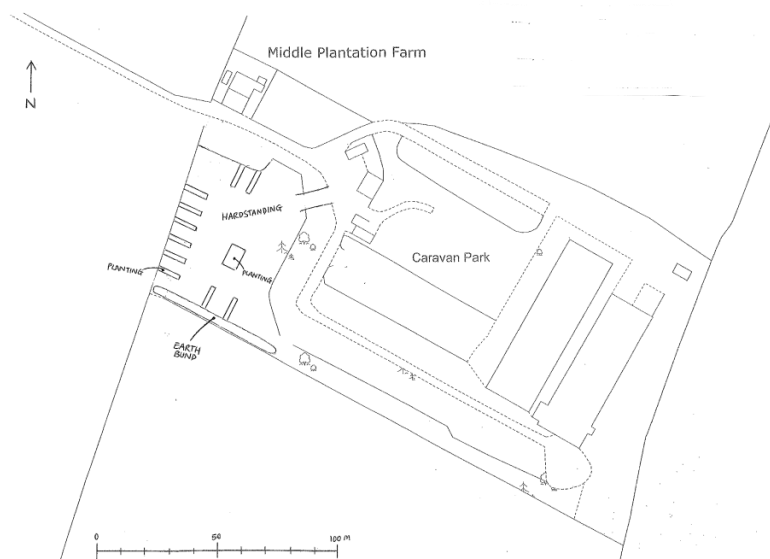 Middle Plantation Farm
N
HARDSTANDING
Caravan Park
PLANTING
PLANTING
EARTH
BUND
0 50 100 M